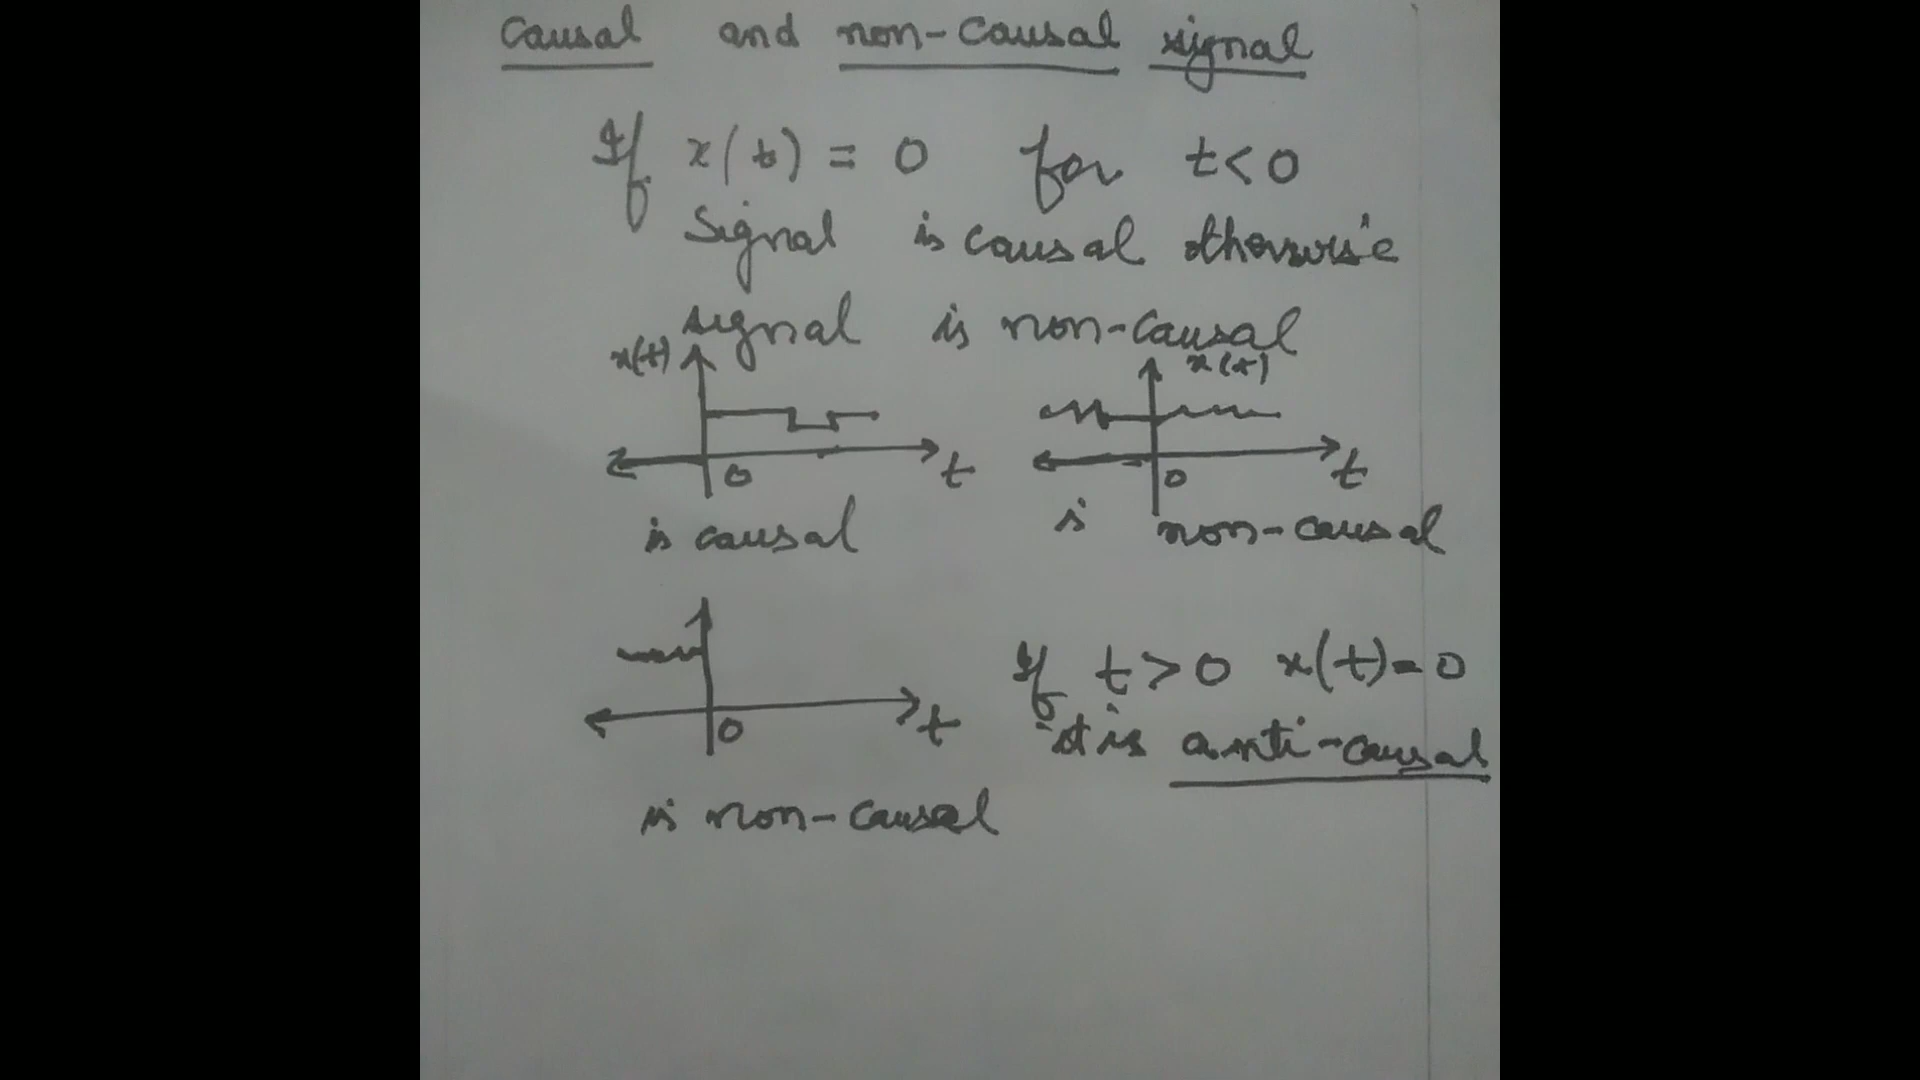 Causal and non-causal signal
If x(t) = 0 for t<0
Signal is causal otherwise
signal is non-causal
x(t)
0
t
is causal
x(t)
0
t
is non-causal
0
t
is non-causal
If t>0 x(t)=0
it is anti-causal